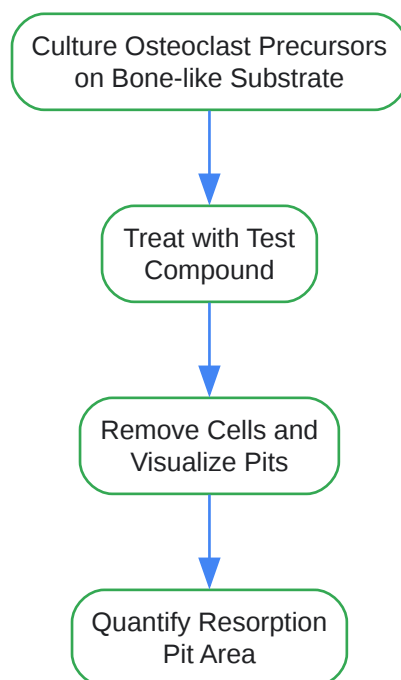 Culture Osteoclast Precursors
on Bone-like Substrate
Treat with Test
Compound
Remove Cells and
Visualize Pits
Quantify Resorption
Pit Area